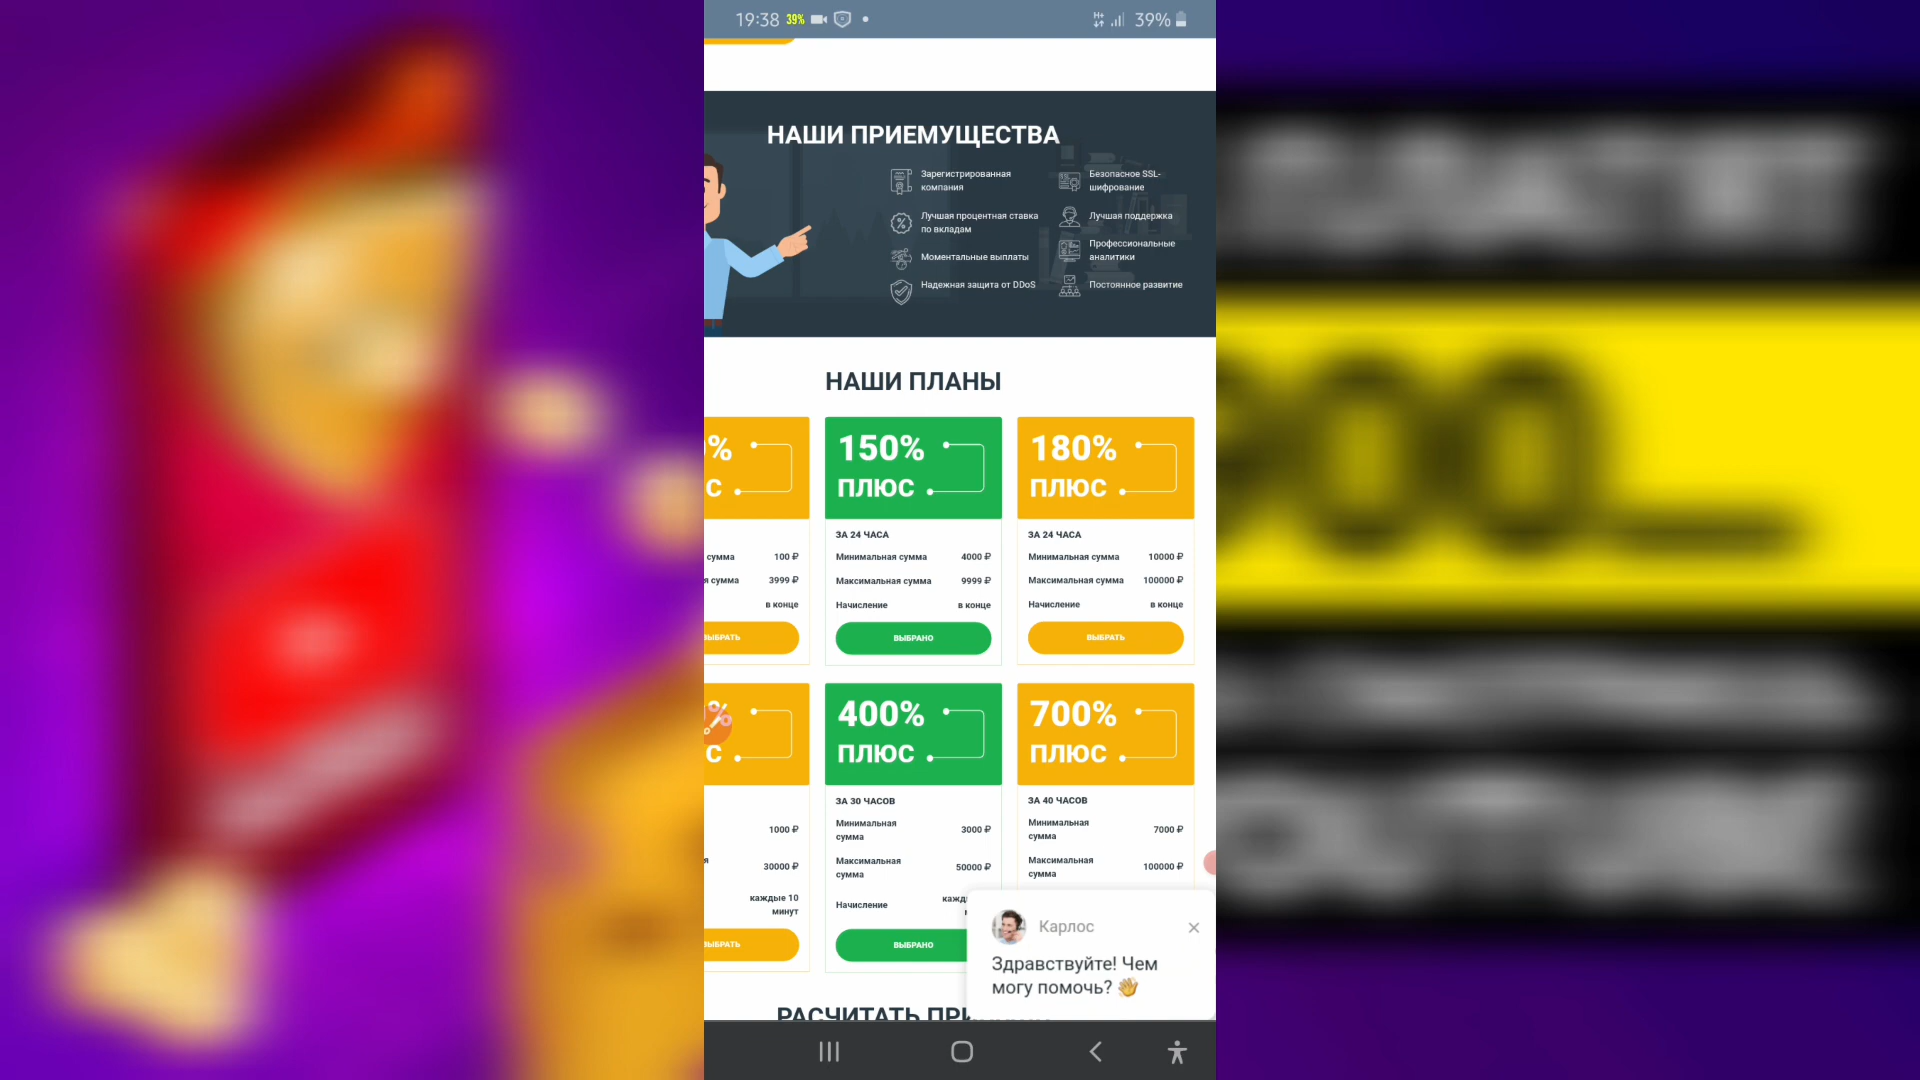 19:38 39% 39%
НАШИ ПРИЕМУЩЕСТВА
Зарегистрированная
компания
Безопасное SSL-
шифрование
Лучшая процентная ставка
по вкладам
Лучшая поддержка
Моментальные выплаты
Профессиональные
аналитики
Надежная защита от DDoS
Постоянное развитие
НАШИ ПЛАНЫ
%
С
сумма 100 ₽
я сумма 3999 ₽
в конце
ВЫБРАТЬ
150%
ПЛЮС
ЗА 24 ЧАСА
Минимальная сумма 4000 ₽
Максимальная сумма 9999 ₽
Начисление в конце
ВЫБРАНО
180%
ПЛЮС
ЗА 24 ЧАСА
Минимальная сумма 10000 ₽
Максимальная сумма 100000 ₽
Начисление в конце
ВЫБРАТЬ
%
С
1000 ₽
я 30000 ₽
каждые 10
минут
ВЫБРАТЬ
400%
ПЛЮС
ЗА 30 ЧАСОВ
Минимальная
сумма 3000 ₽
Максимальная
сумма 50000 ₽
Начисление
ВЫБРАНО
700%
ПЛЮС
ЗА 40 ЧАСОВ
Минимальная
сумма 7000 ₽
Максимальная
сумма 100000 ₽
Карлос
Здравствуйте! Чем
могу помочь? 👋
РАСЧИТАТЬ